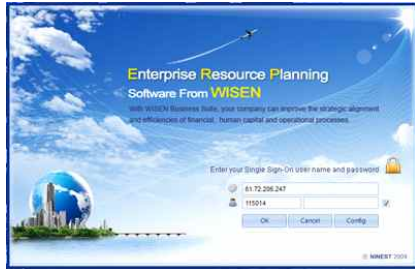 Enterprise Resource Planning
Software From WISEN
With WISEN Business Suite, your company can improve the strategic alignment
and efficiencies of financial, human capital and operational processes.
Enter your Single Sign-On user name and password
61.72.206.247
115014
OK Cancel Config
© NINEST 2004